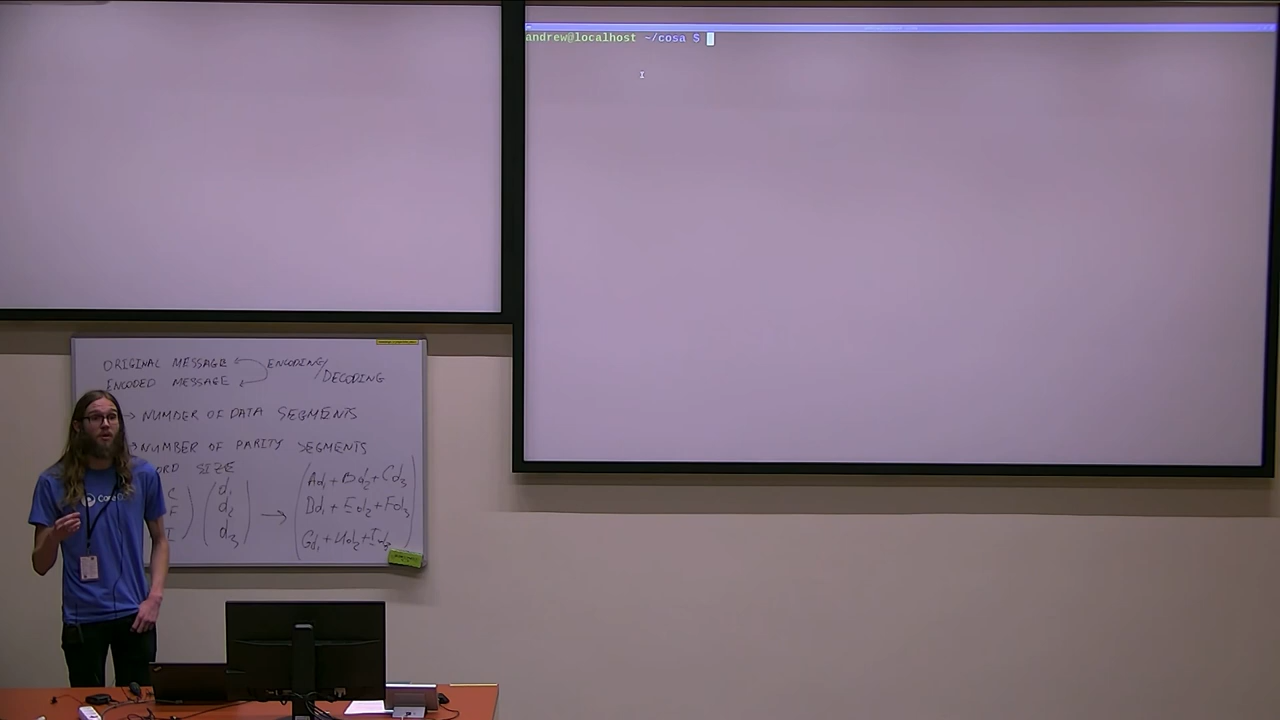 andrew@localhost ~/cosa $
ORIGINAL MESSAGE ENCODING/
ENCODED MESSAGE /DECODING
→ NUMBER OF DATA SEGMENTS
→ NUMBER OF PARITY SEGMENTS
SIZE
C
F
I
d₁
d₂
d₃
→
Ad₁ + Bd₂ + Cd₃
Dd₁ + Ed₂ + Fd₃
Gd₁ + Hd₂ + Id₃
Core